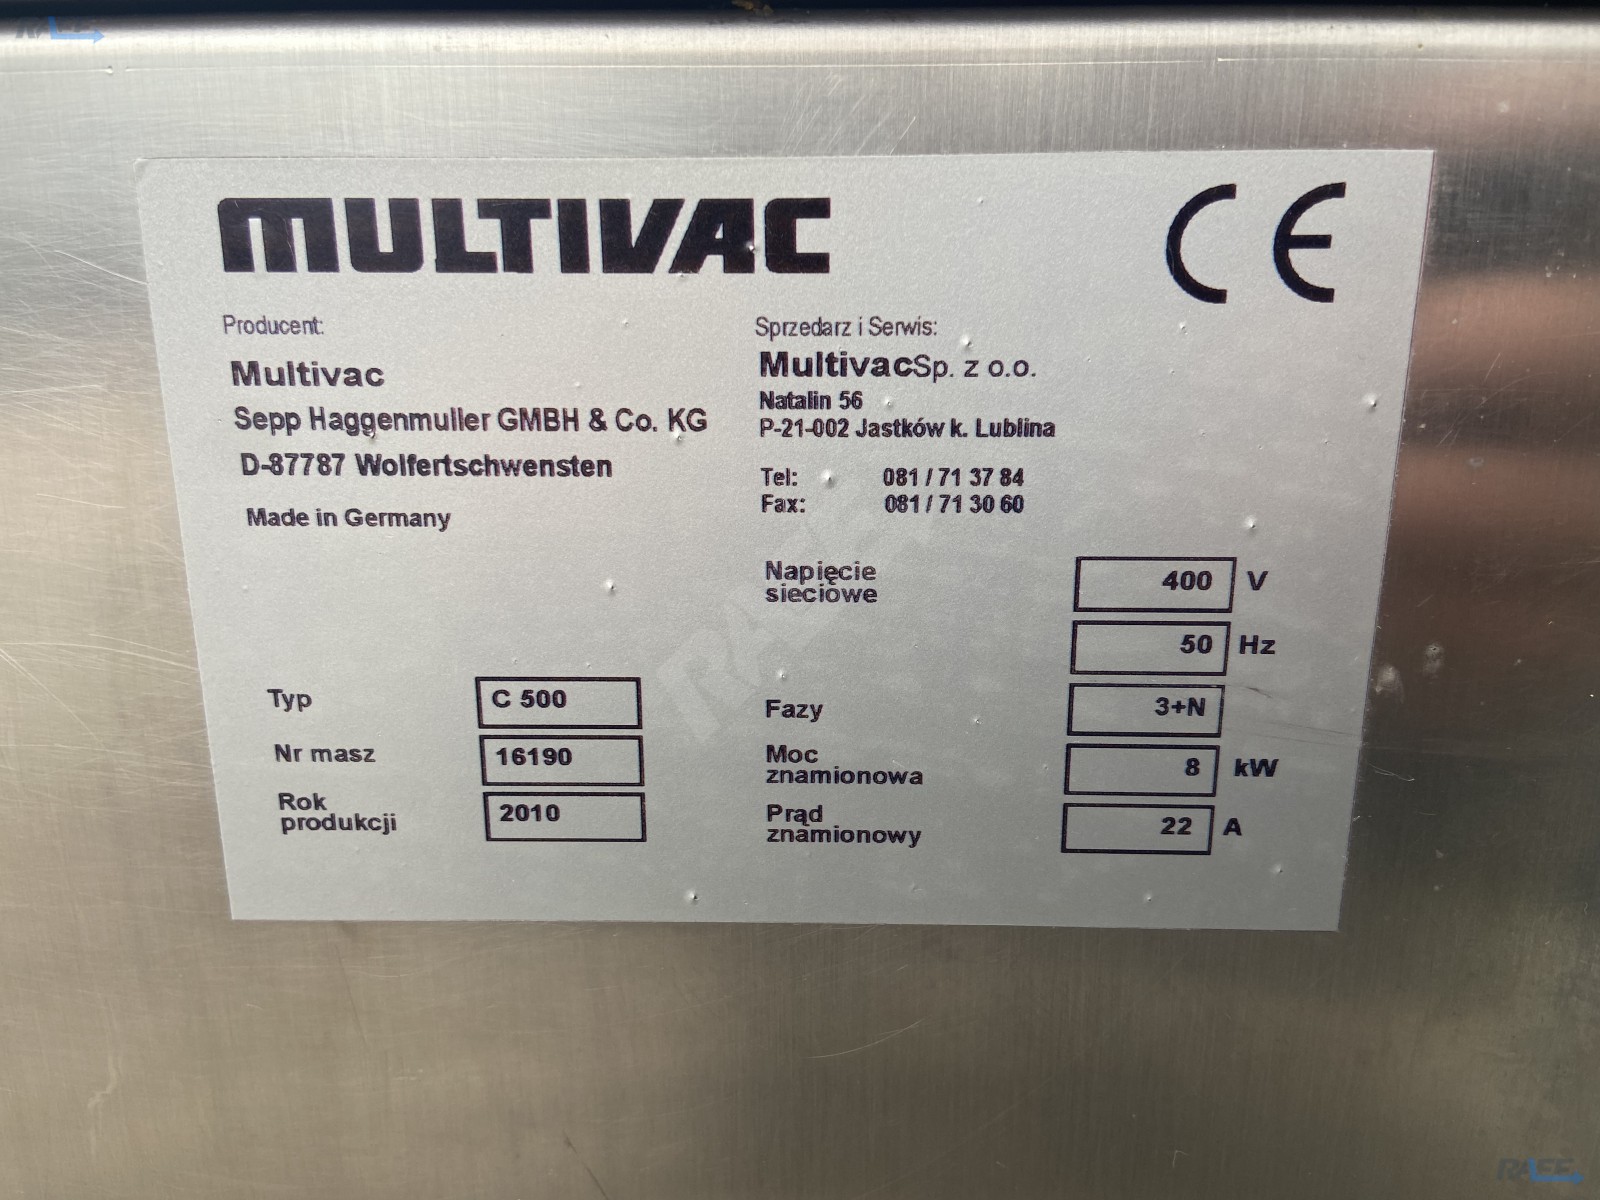 MULTIVAC
CE
Producent:
Multivac
Sepp Haggenmuller GMBH & Co. KG
D-87787 Wolfertschwensten
Made in Germany
Sprzedarz i Serwis:
MultivacSp. z o.o.
Natalin 56
P-21-002 Jastków k. Lublina
Tel: 081 / 71 37 84
Fax: 081 / 71 30 60
Typ C 500
Nr masz 16190
Rok
produkcji 2010
Napięcie
sieciowe 400 V
50 Hz
Fazy 3+N
Moc
znamionowa 8 kW
Prąd
znamionowy 22 A